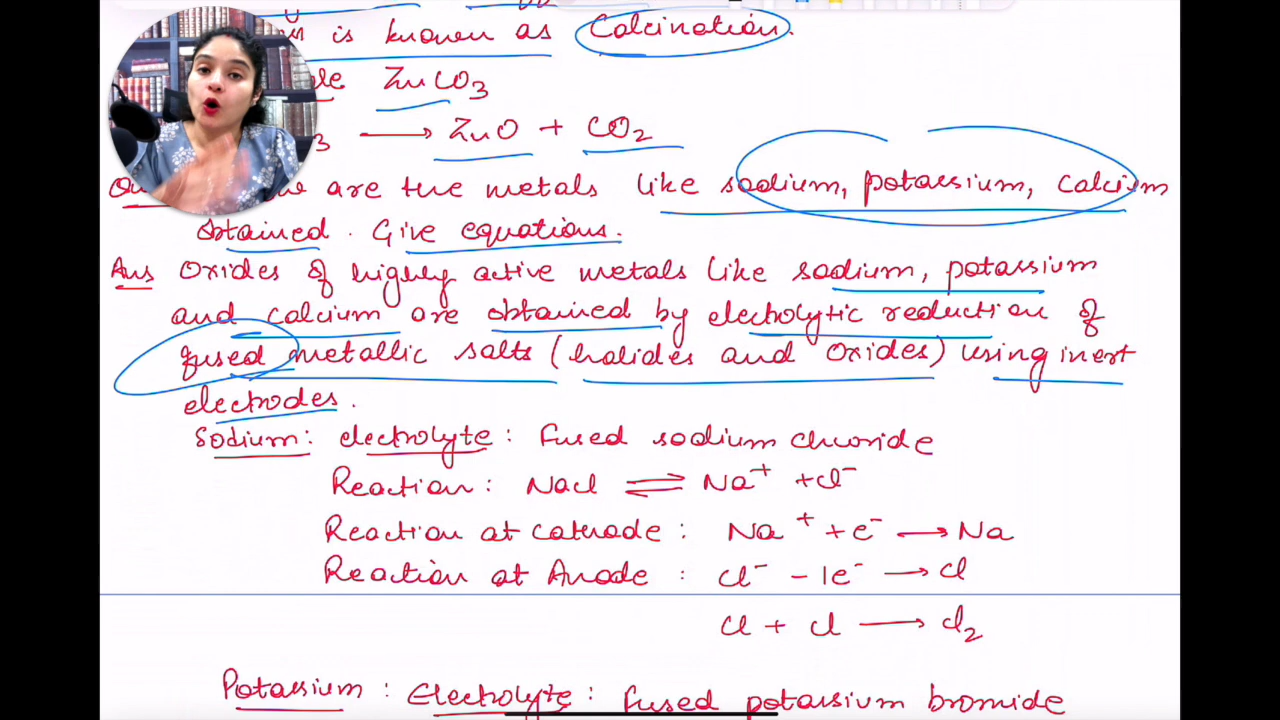 is known as Calcination.
ZnCO3
3 ⟶ ZnO + CO2
are the metals like sodium, potassium, calcium
obtained. Give equations.
Ans Oxides of highly active metals like sodium, potassium
and calcium are obtained by electrolytic reduction of
fused metallic salts (halides and Oxides) using inert
electrodes.
Sodium: electrolyte: Fused sodium chloride
Reaction: NaCl ⇌ Na+ + Cl-
Reaction at cathode: Na+ + e- ⟶ Na
Reaction at Anode: Cl- - 1e- ⟶ Cl
Cl + Cl ⟶ Cl2
Potassium: Electrolyte: Fused potassium bromide